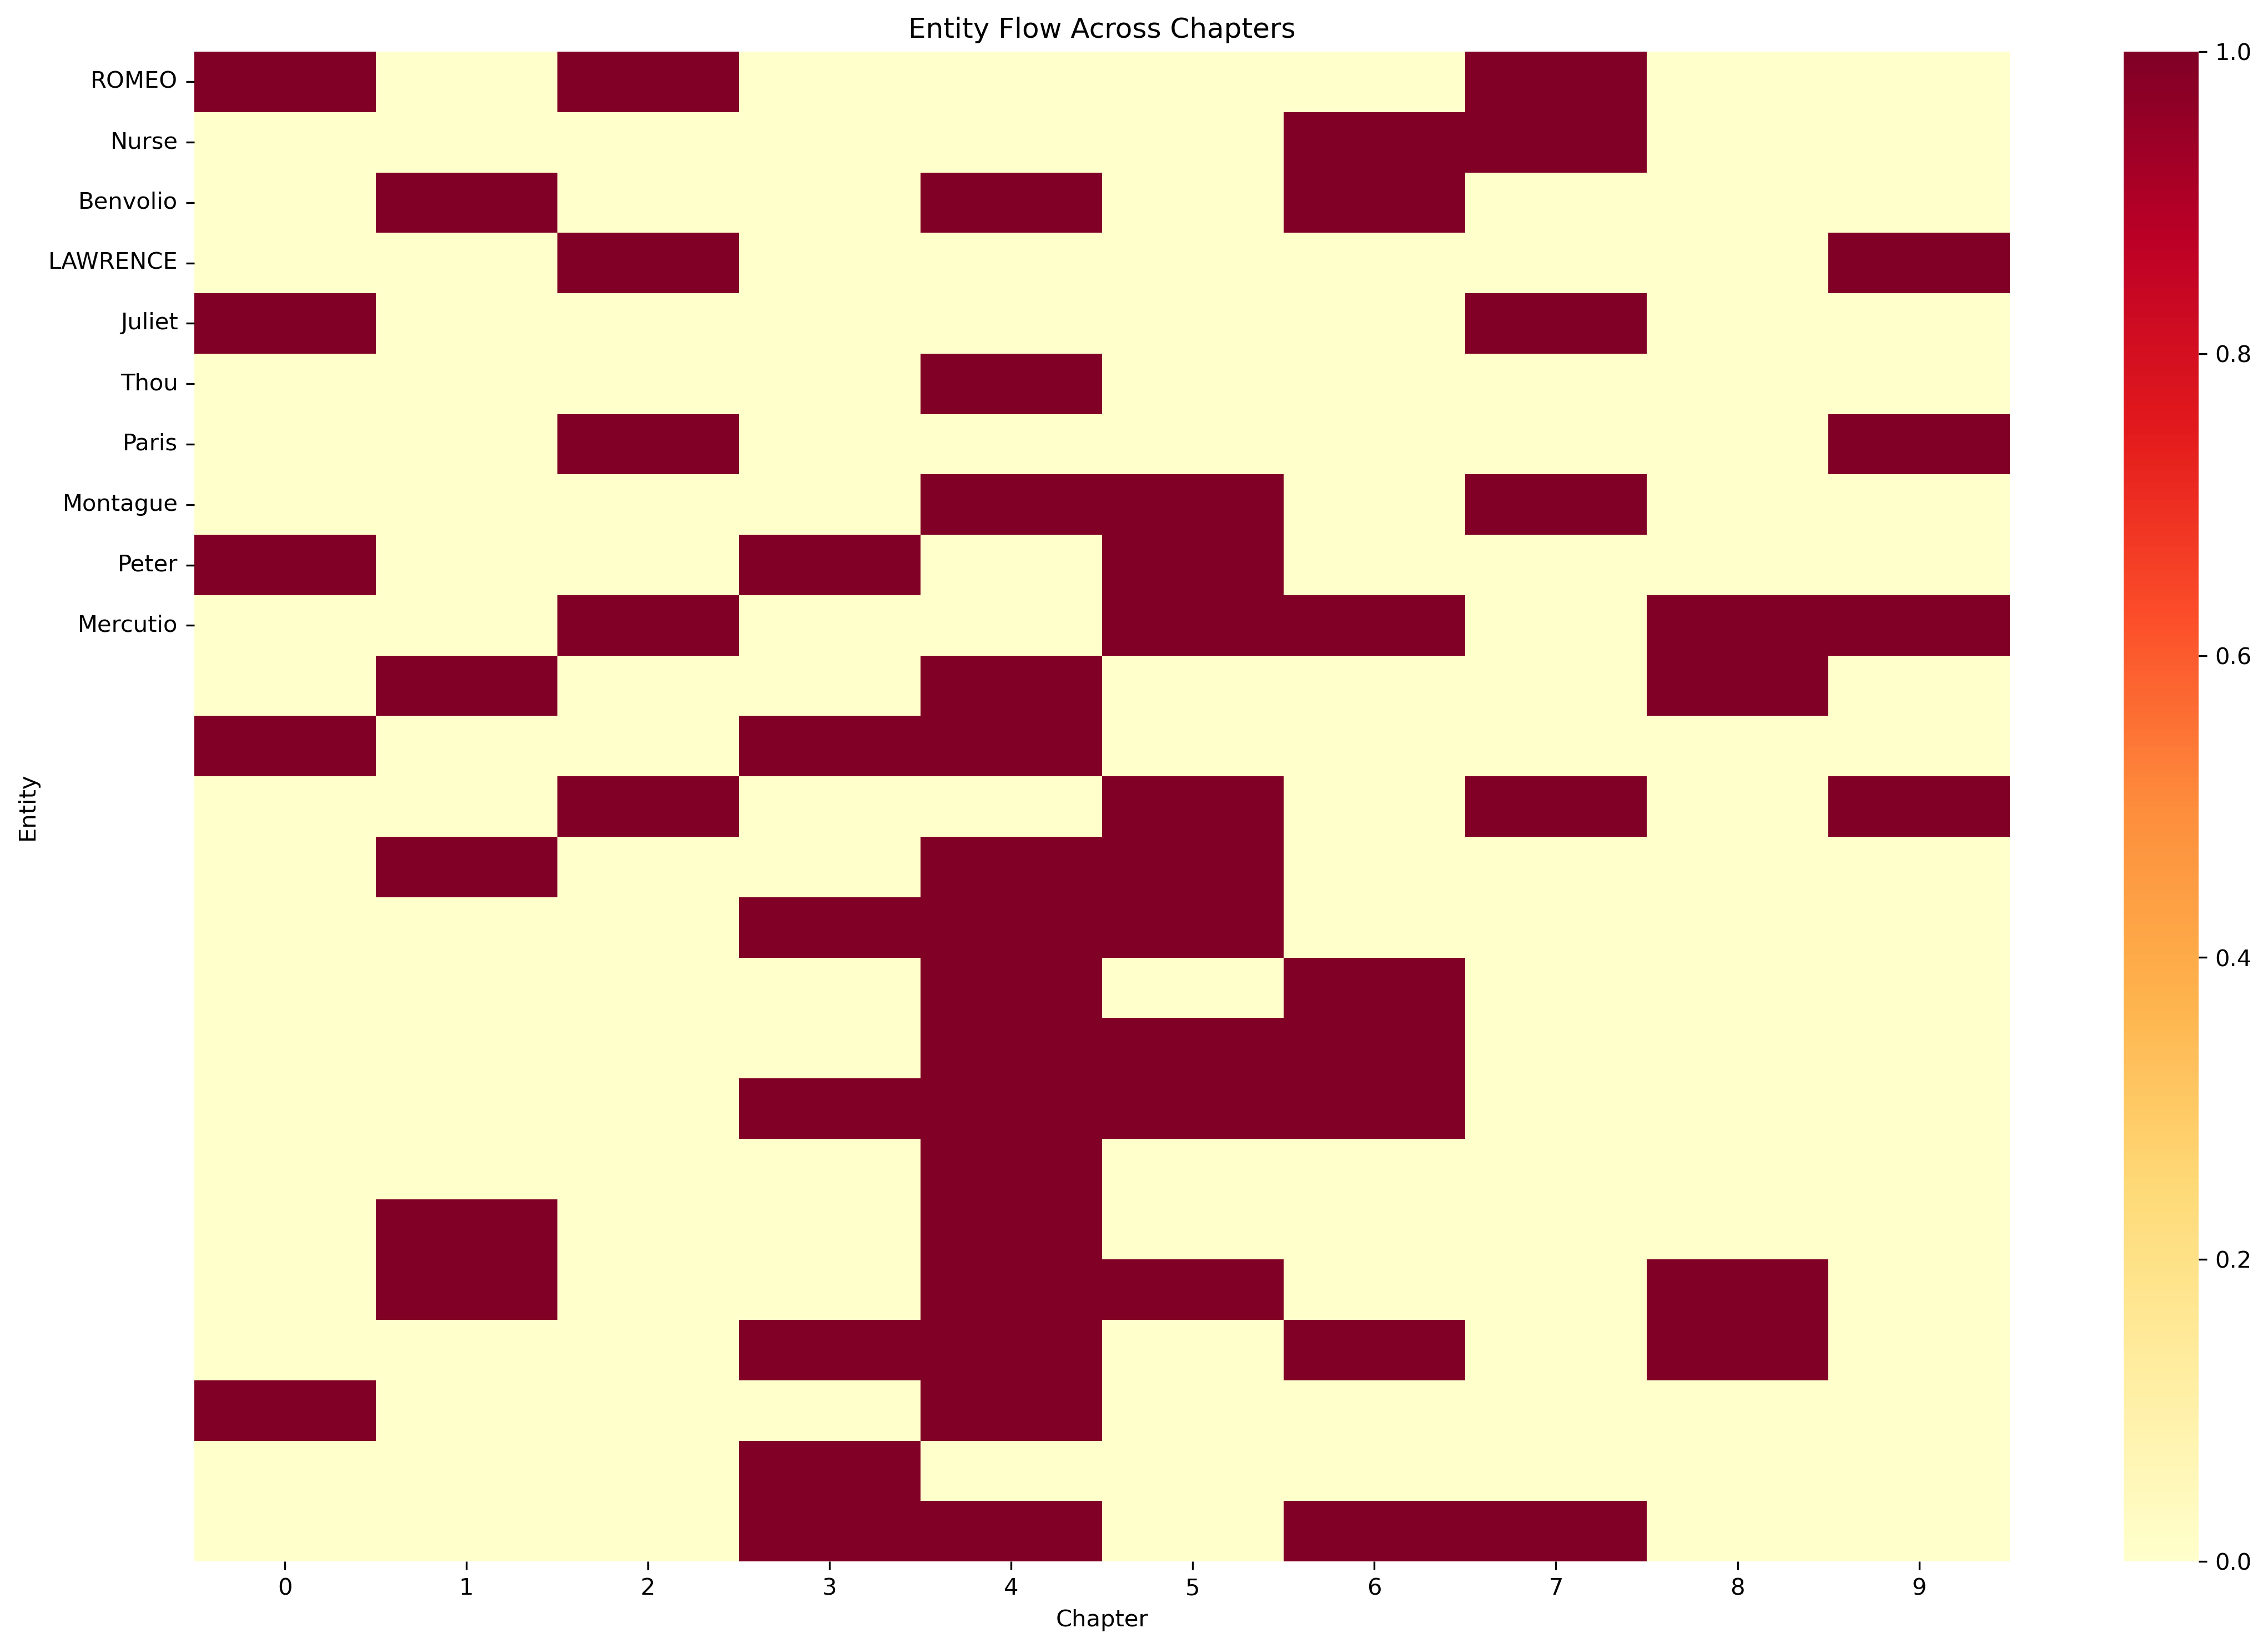 Entity Flow Across Chapters
ROMEO
Nurse
Benvolio
LAWRENCE
Juliet
Thou
Paris
Montague
Peter
Mercutio
Entity
0 1 2 3 4 5 6 7 8 9
Chapter
1.0
0.8
0.6
0.4
0.2
0.0